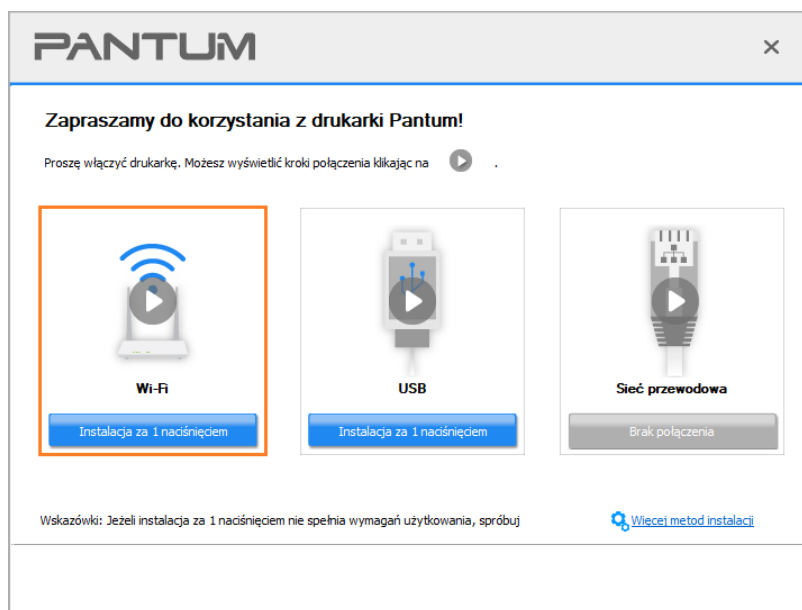 PANTUM
Zapraszamy do korzystania z drukarki Pantum!
Proszę włączyć drukarkę. Możesz wyświetlić kroki połączenia klikając na .
Wi-Fi
Instalacja za 1 naciśnięciem
USB
Instalacja za 1 naciśnięciem
Sieć przewodowa
Brak połączenia
Wskazówki: Jeżeli instalacja za 1 naciśnięciem nie spełnia wymagań użytkowania, spróbuj
Więcej metod instalacji